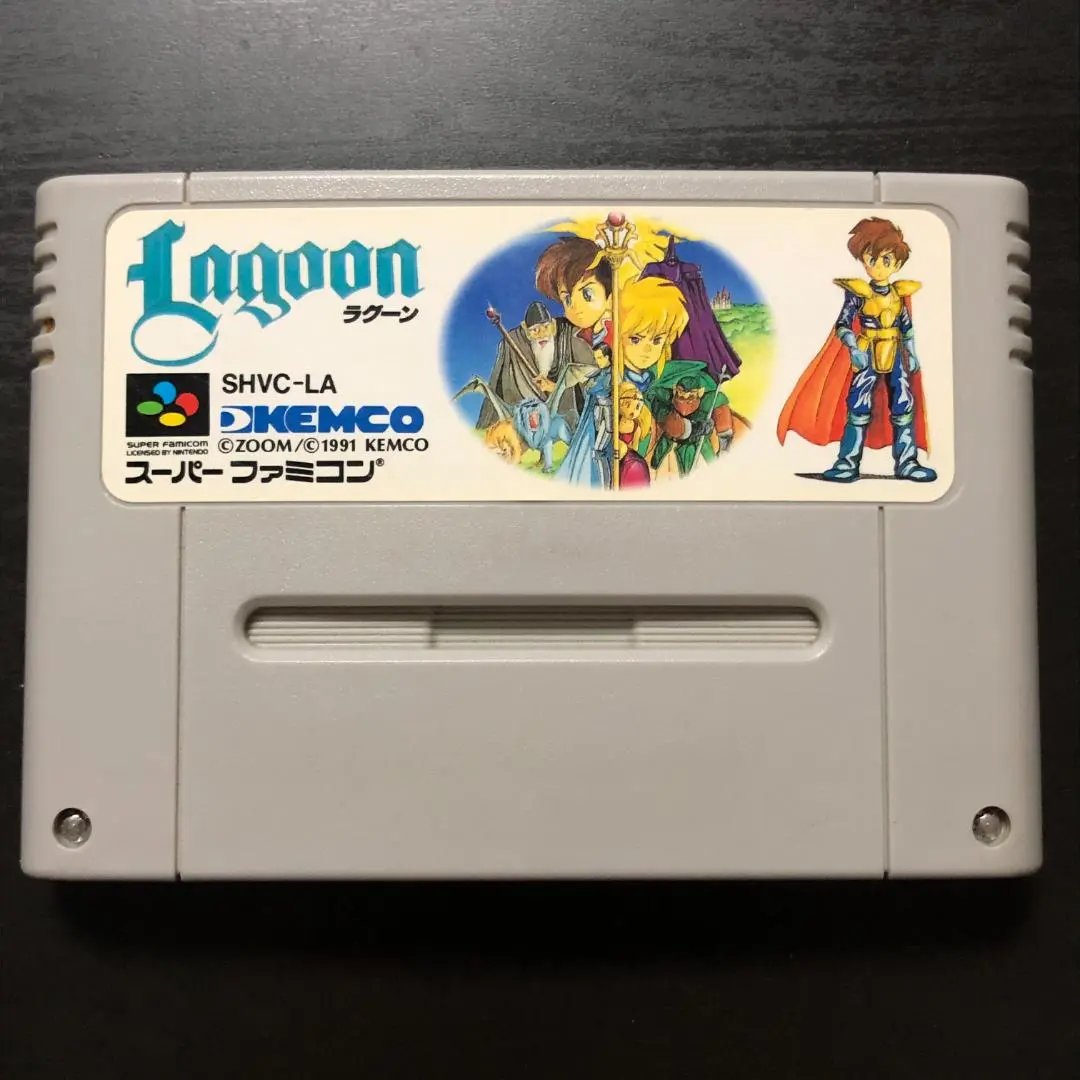 Lagoon
ラグーン
SHVC-LA
KEMCO
©ZOOM/©1991 KEMCO
SUPER FAMICOM
LICENSED BY NINTENDO
スーパーファミコン®